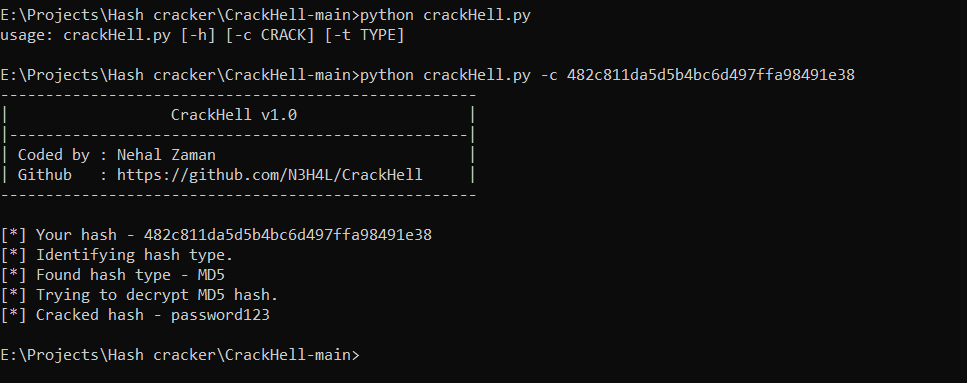 E:\Projects\Hash cracker\CrackHell-main>python crackHell.py
usage: crackHell.py [-h] [-c CRACK] [-t TYPE]
E:\Projects\Hash cracker\CrackHell-main>python crackHell.py -c 482c811da5d5b4bc6d497ffa98491e38
-----------------------------------------------------
|                  CrackHell v1.0                   |
|---------------------------------------------------|
| Coded by : Nehal Zaman                            |
| Github   : https://github.com/N3H4L/CrackHell     |
-----------------------------------------------------
[*] Your hash - 482c811da5d5b4bc6d497ffa98491e38
[*] Identifying hash type.
[*] Found hash type - MD5
[*] Trying to decrypt MD5 hash.
[*] Cracked hash - password123
E:\Projects\Hash cracker\CrackHell-main>